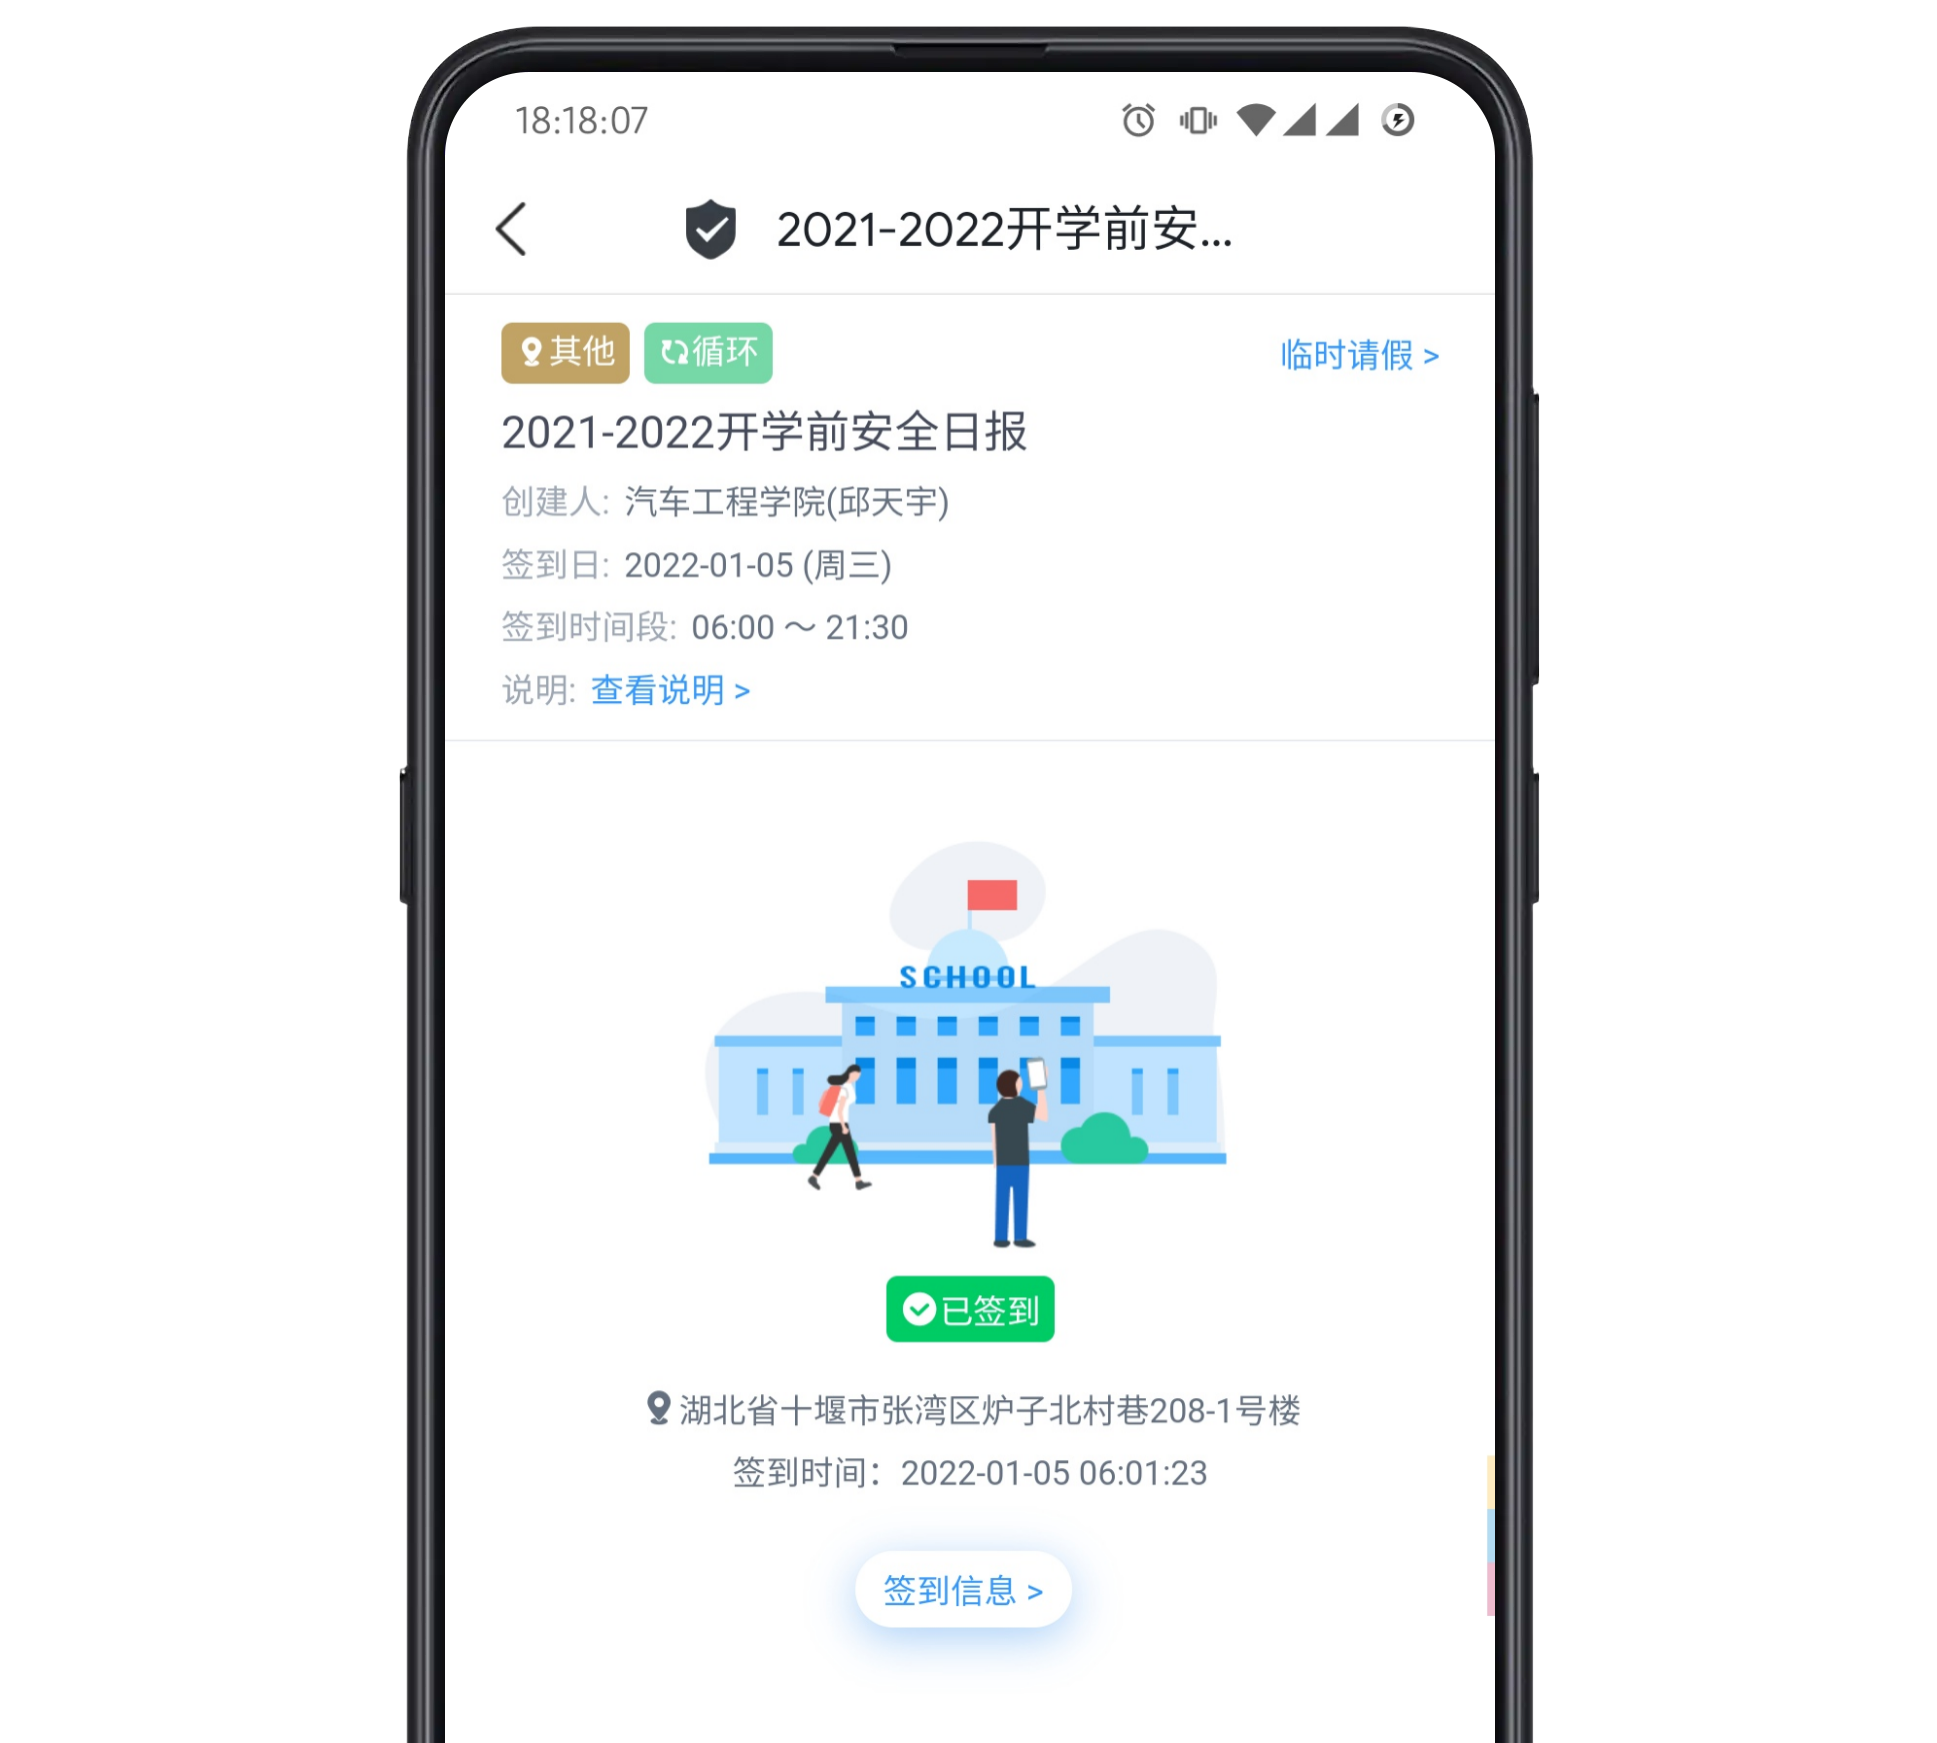 18:18:07
2021-2022开学前安...
其他 循环 临时请假 >
2021-2022开学前安全日报
创建人: 汽车工程学院(邱天宇)
签到日: 2022-01-05 (周三)
签到时间段: 06:00 ～ 21:30
说明: 查看说明 >
SCHOOL
已签到
湖北省十堰市张湾区炉子北村巷208-1号楼
签到时间：2022-01-05 06:01:23
签到信息 >